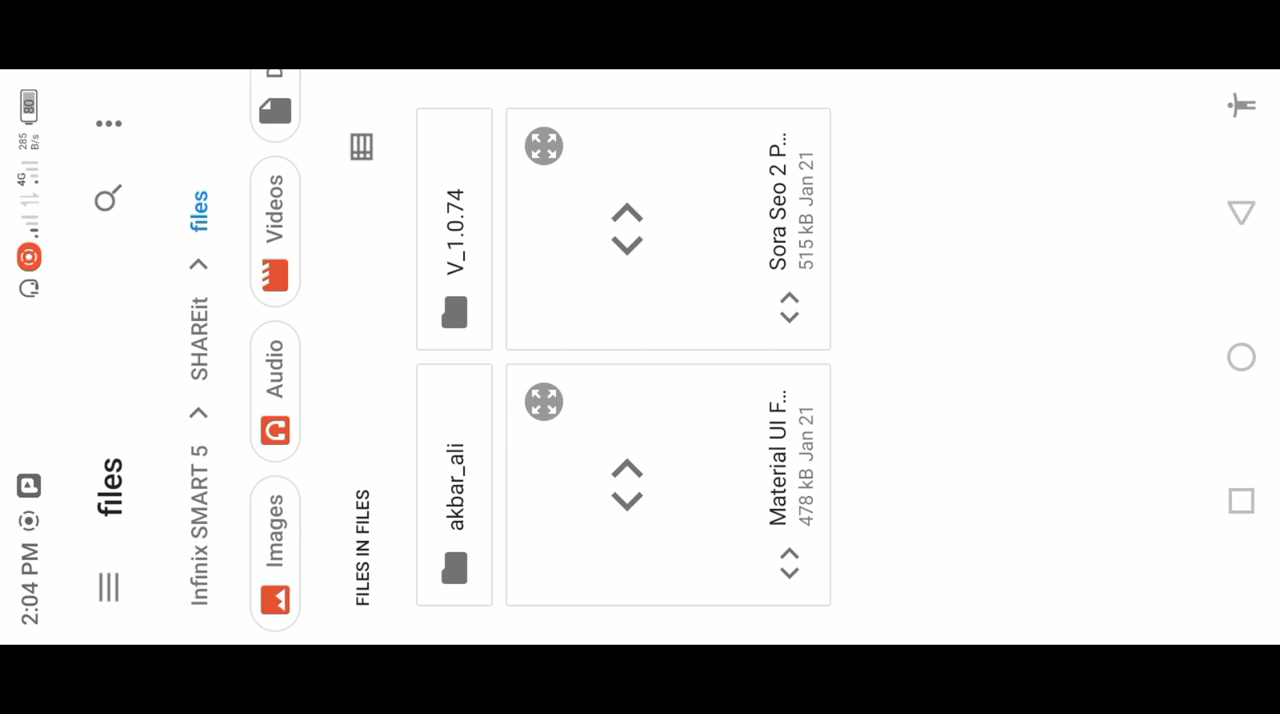 2:04 PM
285 B/s
4G
80
files
Infinix SMART 5 > SHAREit > files
Images
Audio
Videos
D
FILES IN FILES
akbar_ali
V_1.0.74
Material UI F...
478 kB Jan 21
Sora Seo 2 P...
515 kB Jan 21